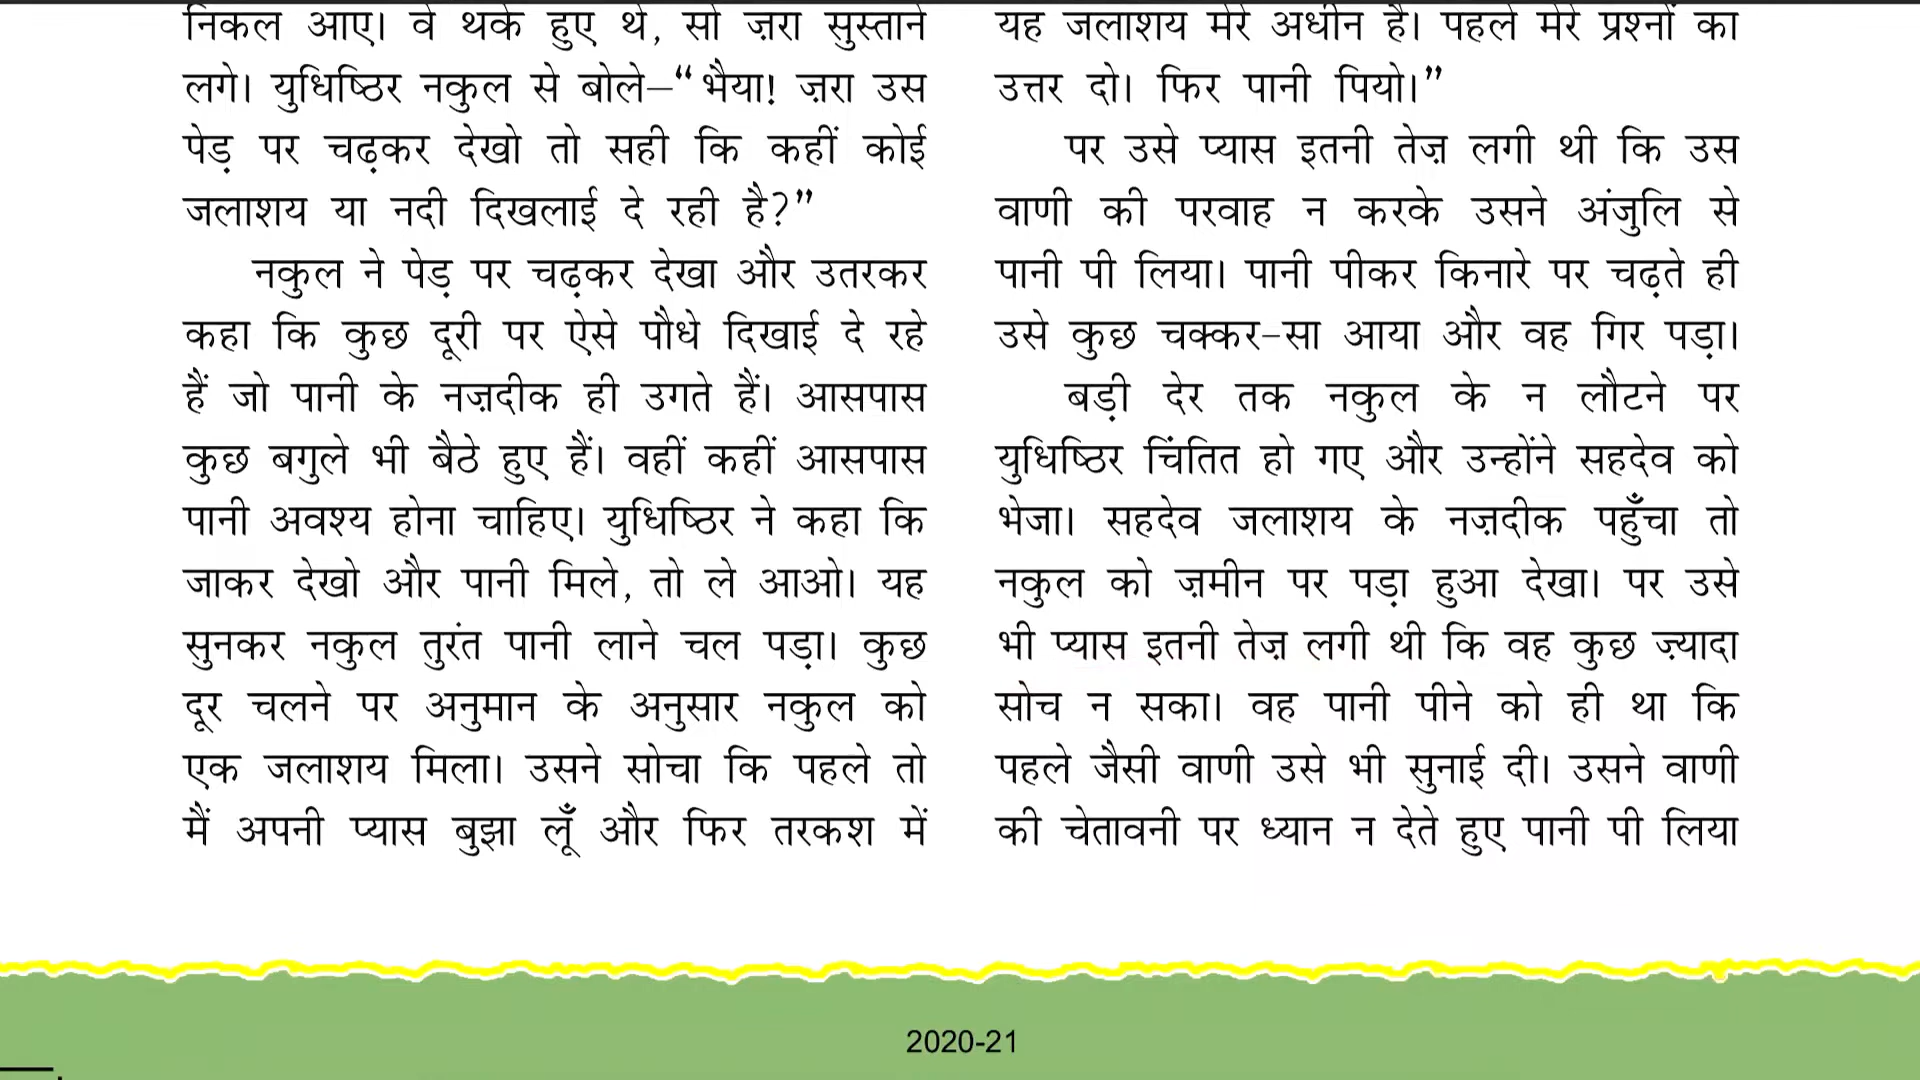 निकल आए। वे थके हुए थे, सो ज़रा सुस्ताने
लगे। युधिष्ठिर नकुल से बोले–“भैया! ज़रा उस
पेड़ पर चढ़कर देखो तो सही कि कहीं कोई
जलाशय या नदी दिखलाई दे रही है?”
नकुल ने पेड़ पर चढ़कर देखा और उतरकर
कहा कि कुछ दूरी पर ऐसे पौधे दिखाई दे रहे
हैं जो पानी के नज़दीक ही उगते हैं। आसपास
कुछ बगुले भी बैठे हुए हैं। वहीं कहीं आसपास
पानी अवश्य होना चाहिए। युधिष्ठिर ने कहा कि
जाकर देखो और पानी मिले, तो ले आओ। यह
सुनकर नकुल तुरंत पानी लाने चल पड़ा। कुछ
दूर चलने पर अनुमान के अनुसार नकुल को
एक जलाशय मिला। उसने सोचा कि पहले तो
मैं अपनी प्यास बुझा लूँ और फिर तरकश में
यह जलाशय मेरे अधीन है। पहले मेरे प्रश्नों का
उत्तर दो। फिर पानी पियो।”
पर उसे प्यास इतनी तेज़ लगी थी कि उस
वाणी की परवाह न करके उसने अंजुलि से
पानी पी लिया। पानी पीकर किनारे पर चढ़ते ही
उसे कुछ चक्कर-सा आया और वह गिर पड़ा।
बड़ी देर तक नकुल के न लौटने पर
युधिष्ठिर चिंतित हो गए और उन्होंने सहदेव को
भेजा। सहदेव जलाशय के नज़दीक पहुँचा तो
नकुल को ज़मीन पर पड़ा हुआ देखा। पर उसे
भी प्यास इतनी तेज़ लगी थी कि वह कुछ ज़्यादा
सोच न सका। वह पानी पीने को ही था कि
पहले जैसी वाणी उसे भी सुनाई दी। उसने वाणी
की चेतावनी पर ध्यान न देते हुए पानी पी लिया
2020-21